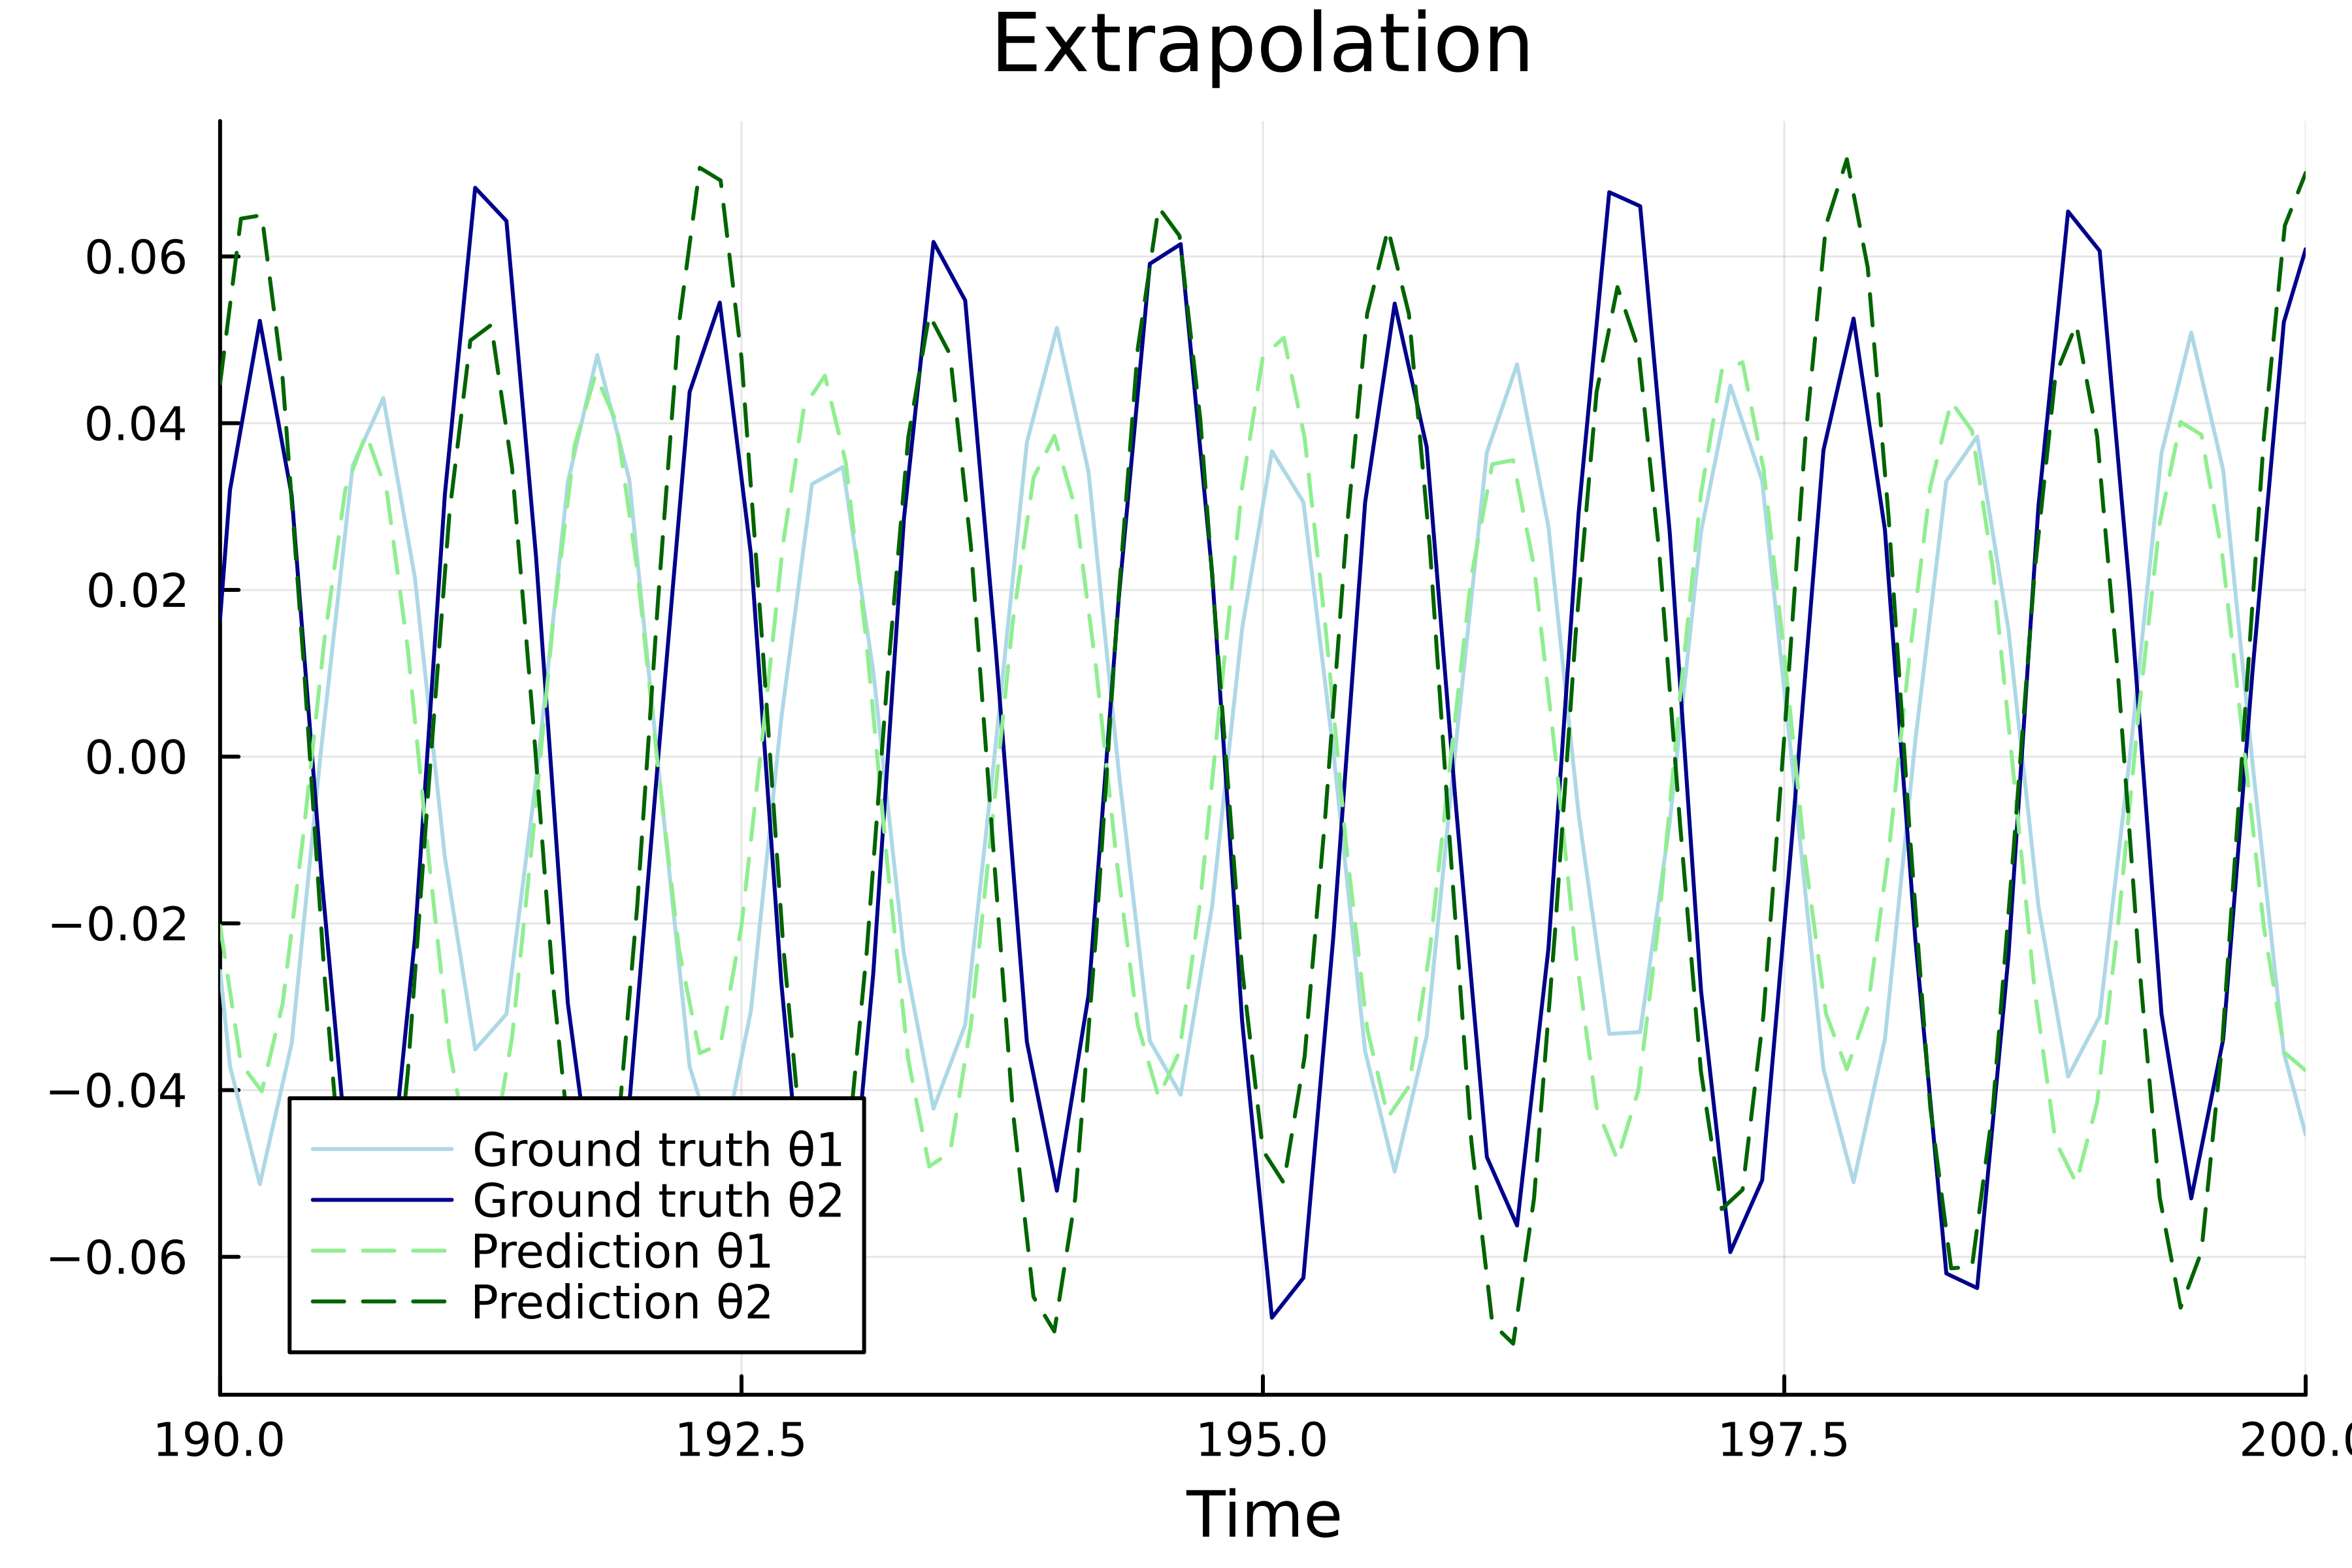 Extrapolation
0.06
0.04
0.02
0.00
−0.02
−0.04
−0.06
Ground truth θ1
Ground truth θ2
Prediction θ1
Prediction θ2
190.0 192.5 195.0 197.5 200.0
Time